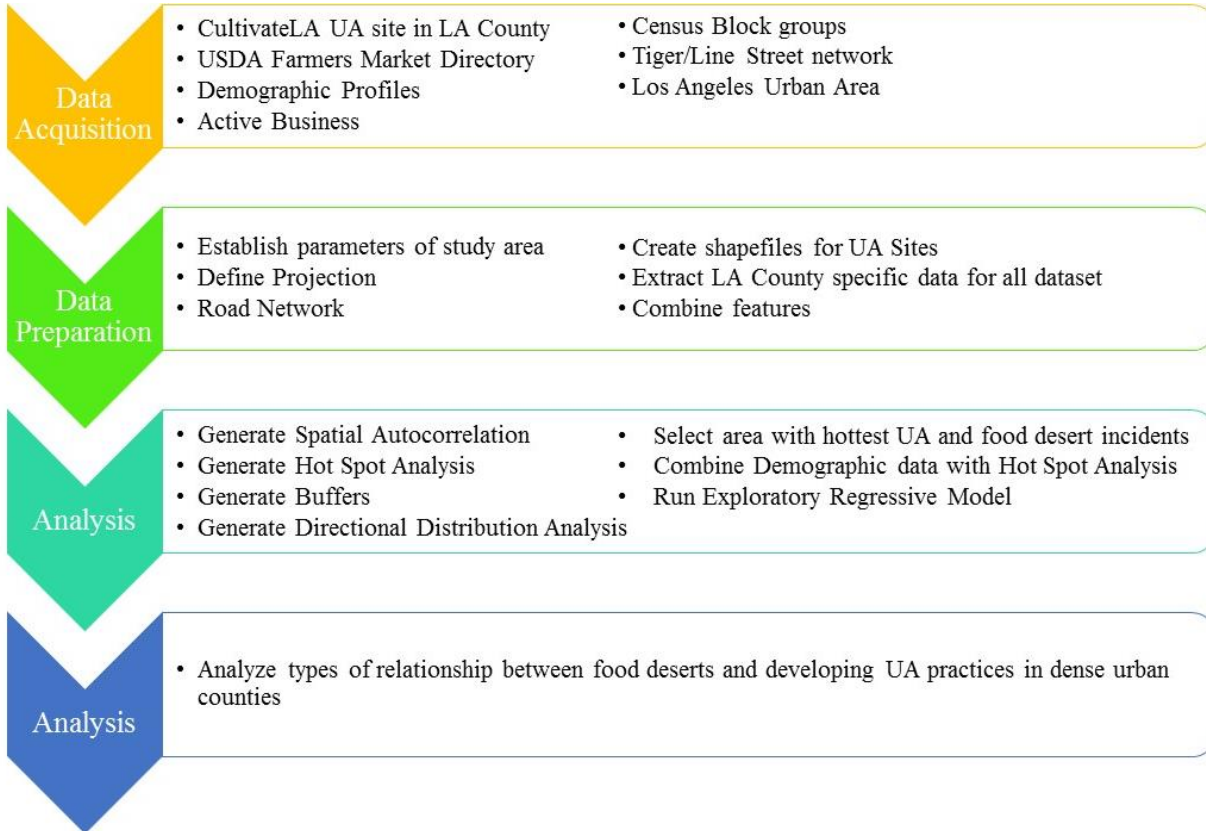 Data
Acquisition
• CultivateLA UA site in LA County
• USDA Farmers Market Directory
• Demographic Profiles
• Active Business
• Census Block groups
• Tiger/Line Street network
• Los Angeles Urban Area
Data
Preparation
• Establish parameters of study area
• Define Projection
• Road Network
• Create shapefiles for UA Sites
• Extract LA County specific data for all dataset
• Combine features
Analysis
• Generate Spatial Autocorrelation
• Generate Hot Spot Analysis
• Generate Buffers
• Generate Directional Distribution Analysis
• Select area with hottest UA and food desert incidents
• Combine Demographic data with Hot Spot Analysis
• Run Exploratory Regressive Model
Analysis
• Analyze types of relationship between food deserts and developing UA practices in dense urban
counties